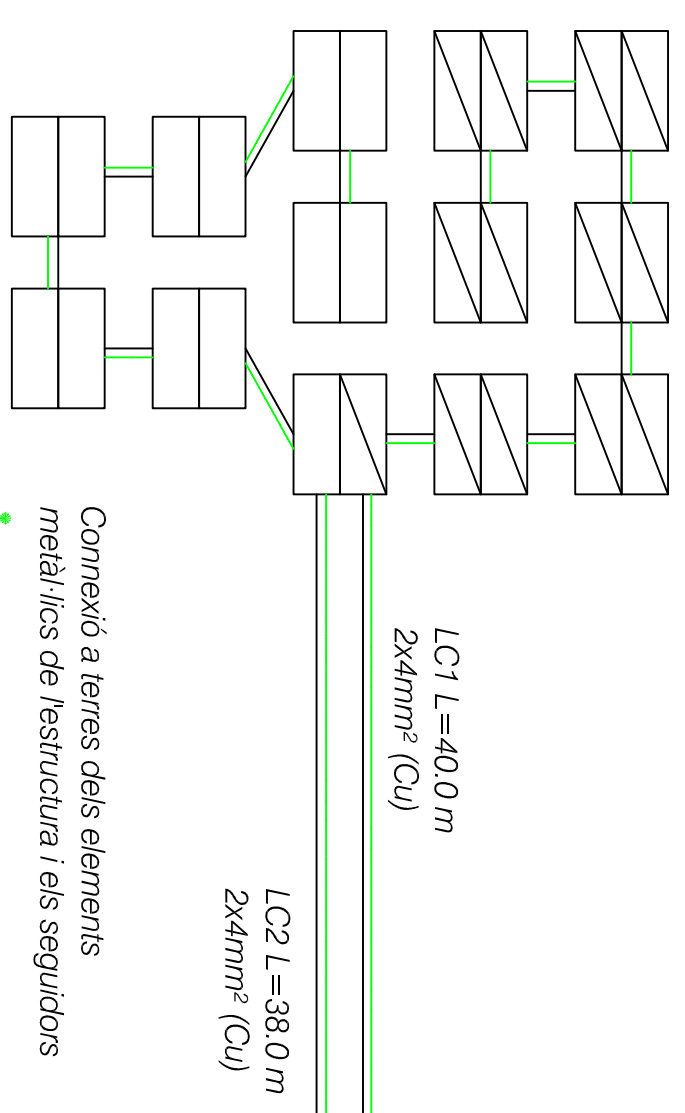 LC1 L=40.0 m
2x4mm² (Cu)
LC2 L=38.0 m
2x4mm² (Cu)
Connexió a terres dels elements
metàl·lics de l'estructura i els seguidors